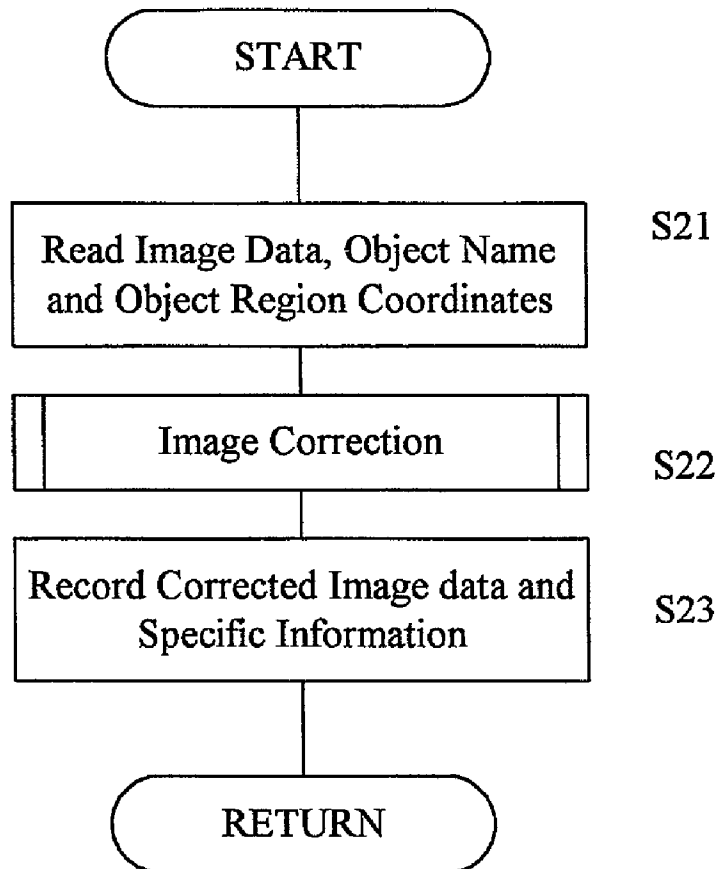 START
S21
Read Image Data, Object Name
and Object Region Coordinates
Image Correction
S22
Record Corrected Image data and
Specific Information
S23
RETURN